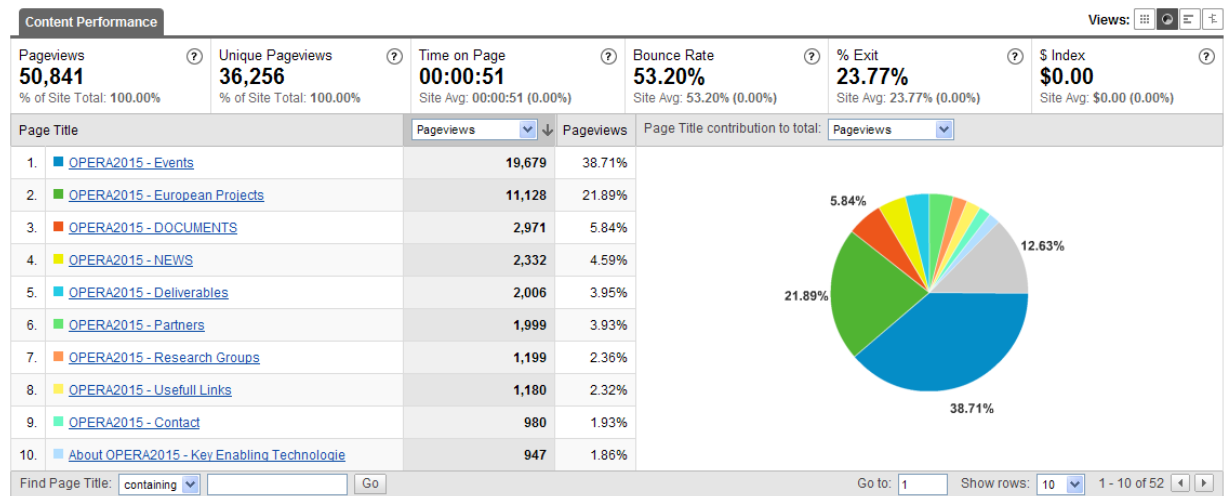 Content Performance
Views:
Pageviews ?
50,841
% of Site Total: 100.00%
Unique Pageviews ?
36,256
% of Site Total: 100.00%
Time on Page ?
00:00:51
Site Avg: 00:00:51 (0.00%)
Bounce Rate ?
53.20%
Site Avg: 53.20% (0.00%)
% Exit ?
23.77%
Site Avg: 23.77% (0.00%)
$ Index ?
$0.00
Site Avg: $0.00 (0.00%)
Page Title Pageviews Pageviews Page Title contribution to total: Pageviews
1. OPERA2015 - Events 19,679 38.71%
2. OPERA2015 - European Projects 11,128 21.89%
3. OPERA2015 - DOCUMENTS 2,971 5.84%
4. OPERA2015 - NEWS 2,332 4.59%
5. OPERA2015 - Deliverables 2,006 3.95%
6. OPERA2015 - Partners 1,999 3.93%
7. OPERA2015 - Research Groups 1,199 2.36%
8. OPERA2015 - Usefull Links 1,180 2.32%
9. OPERA2015 - Contact 980 1.93%
10. About OPERA2015 - Key Enabling Technologie 947 1.86%
5.84%
12.63%
21.89%
38.71%
Find Page Title: containing Go Go to: 1 Show rows: 10 1 - 10 of 52